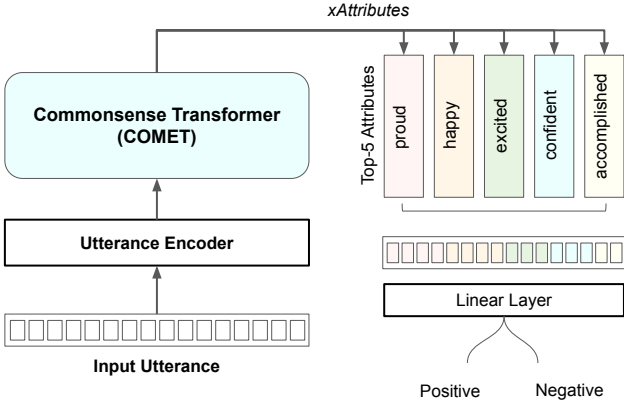 xAttributes
Commonsense Transformer
(COMET)
Utterance Encoder
Input Utterance
Top-5 Attributes
proud
happy
excited
confident
accomplished
Linear Layer
Positive
Negative